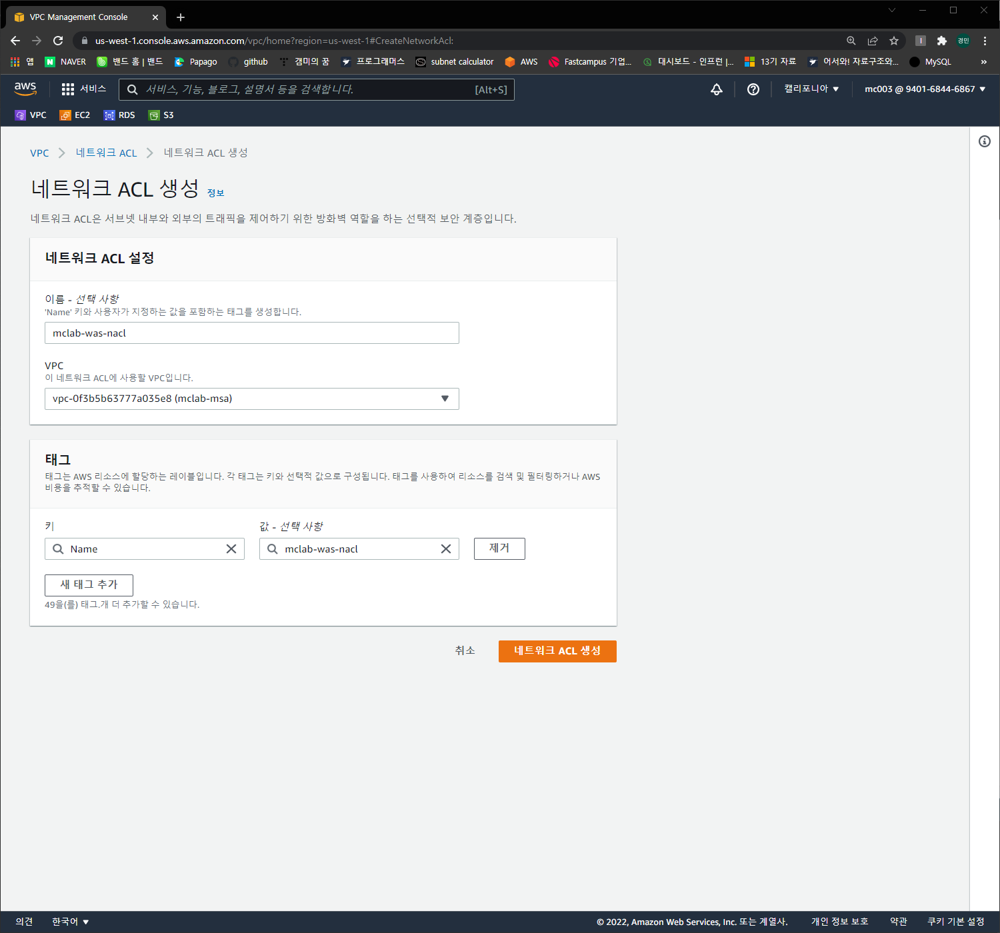 VPC Management Console
us-west-1.console.aws.amazon.com/vpc/home?region=us-west-1#CreateNetworkAcl:
경민
앱 NAVER 밴드 홈 | 밴드 Papago github 캠미의 꿈 프로그래머스 subnet calculator AWS Fastcampus 기업... 대시보드 - 인프런 |... 13기 자료 어서와! 자료구조와... MySQL »
aws 서비스 서비스, 기능, 블로그, 설명서 등을 검색합니다. [Alt+S] 캘리포니아 ▼ mc003 @ 9401-6844-6867 ▼
VPC EC2 RDS S3
VPC 네트워크 ACL 네트워크 ACL 생성
네트워크 ACL 생성 정보
네트워크 ACL은 서브넷 내부와 외부의 트래픽을 제어하기 위한 방화벽 역할을 하는 선택적 보안 계층입니다.
네트워크 ACL 설정
이름 - 선택 사항
'Name' 키와 사용자가 지정하는 값을 포함하는 태그를 생성합니다.
mclab-was-nacl
VPC
이 네트워크 ACL에 사용할 VPC입니다.
vpc-0f3b5b63777a035e8 (mclab-msa)
태그
태그는 AWS 리소스에 할당하는 레이블입니다. 각 태그는 키와 선택적 값으로 구성됩니다. 태그를 사용하여 리소스를 검색 및 필터링하거나 AWS
비용을 추적할 수 있습니다.
키 값 - 선택 사항
Name mclab-was-nacl 제거
새 태그 추가
49을(를) 태그.개 더 추가할 수 있습니다.
취소 네트워크 ACL 생성
의견 한국어 ▼ © 2022, Amazon Web Services, Inc. 또는 계열사. 개인 정보 보호 약관 쿠키 기본 설정